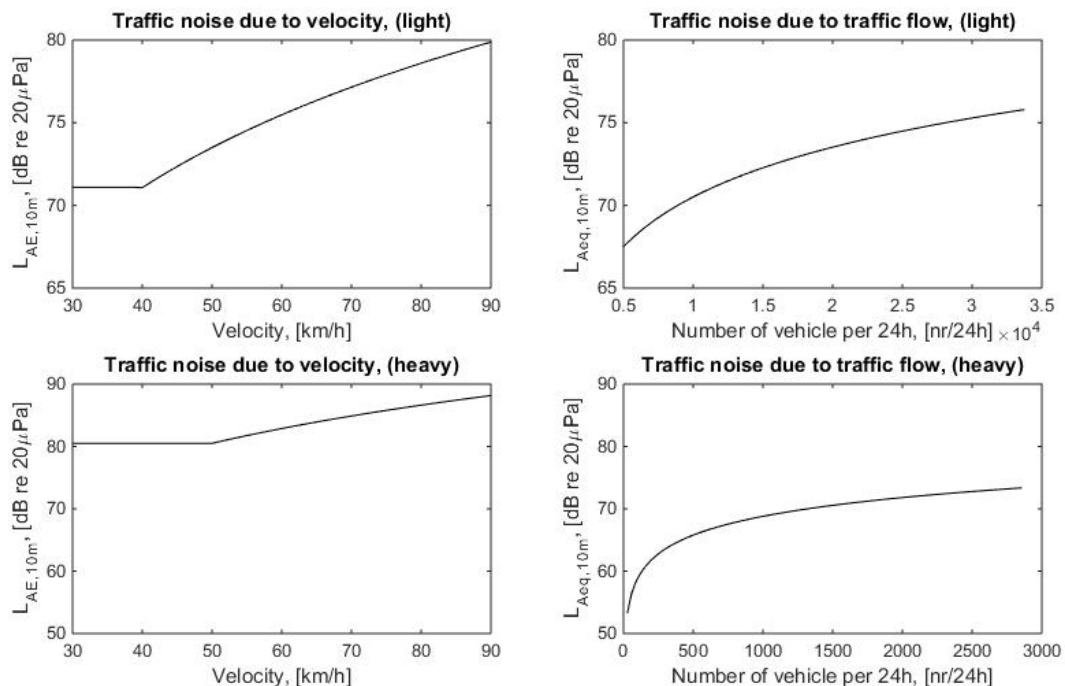 Traffic noise due to velocity, (light)
80
75
70
65
L_AE,10m, [dB re 20μPa]
30 40 50 60 70 80 90
Velocity, [km/h]
Traffic noise due to traffic flow, (light)
80
75
70
65
L_Aeq,10m, [dB re 20μPa]
0.5 1 1.5 2 2.5 3 3.5
Number of vehicle per 24h, [nr/24h] ×10^4
Traffic noise due to velocity, (heavy)
90
80
70
60
50
L_AE,10m, [dB re 20μPa]
30 40 50 60 70 80 90
Velocity, [km/h]
Traffic noise due to traffic flow, (heavy)
90
80
70
60
50
L_Aeq,10m, [dB re 20μPa]
0 500 1000 1500 2000 2500 3000
Number of vehicle per 24h, [nr/24h]